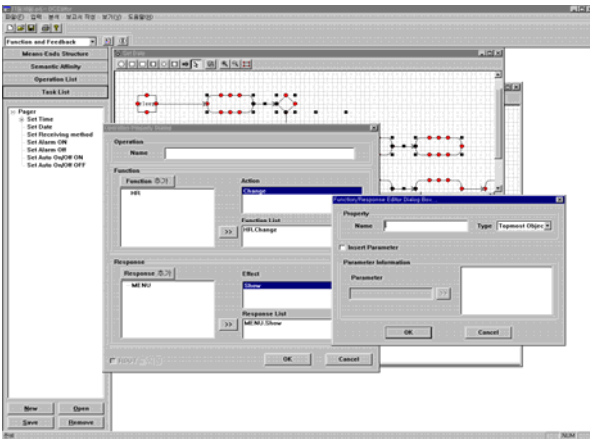 Function and Feedback
Means Ends Structure
Semantic Affinity
Operation List
Task List
Pager
Set Time
Set Date
Set Receiving method
Set Alarm ON
Set Alarm Off
Set Auto On/Off ON
Set Auto On/Off OFF
New
Open
Save
Remove
Set Date
Operation
Name
Function
Function 추가
HR
Action
Change
>>
Function List
HR.Change
Response
Response 추가
MENU
Effect
Show
>>
Response List
MENU.Show
OK
Cancel
Function/Response Editor Dialog Box...
Property
Name
Type
Topmost Objec
Insert Parameter
Parameter Information
Parameter
>>
OK
Cancel
NUM